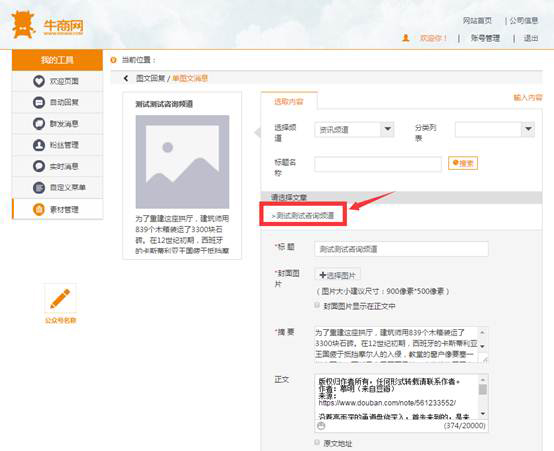 网站首页 | 公司信息
牛商网
欢迎你！ | 账号管理 | 退出
我的工具
当前位置：
欢迎页面
自动回复
群发消息
粉丝管理
实时消息
自定义菜单
素材管理
公众号名称
图文回复 / 单图文消息
测试测试咨询频道
为了重建这座拱厅，建筑师用
839个木箱装运了3300块石
砖。在12世纪初期，西班牙
的卡斯蒂利亚王国疲于抵挡摩
选取内容
输入内容
选择频道
资讯频道
分类列表
标题名称
搜索
请选择文章
>测试测试咨询频道
*标 题
测试测试咨询频道
*封面图片
选择图片
（图片大小建议尺寸：900像素*500像素）
封面图片显示在正文中
*摘 要
为了重建这座拱厅，建筑师用839个木箱装运了
3300块石砖。在12世纪初期，西班牙的卡斯蒂利亚
王国疲于抵挡摩尔人的入侵，教堂的窗户像要塞一
正文
版权归作者所有，任何形式转载请联系作者。
作者：慕明（来自豆瓣）
来源：
https://www.douban.com/note/561233552/
(374/20000)
原文地址